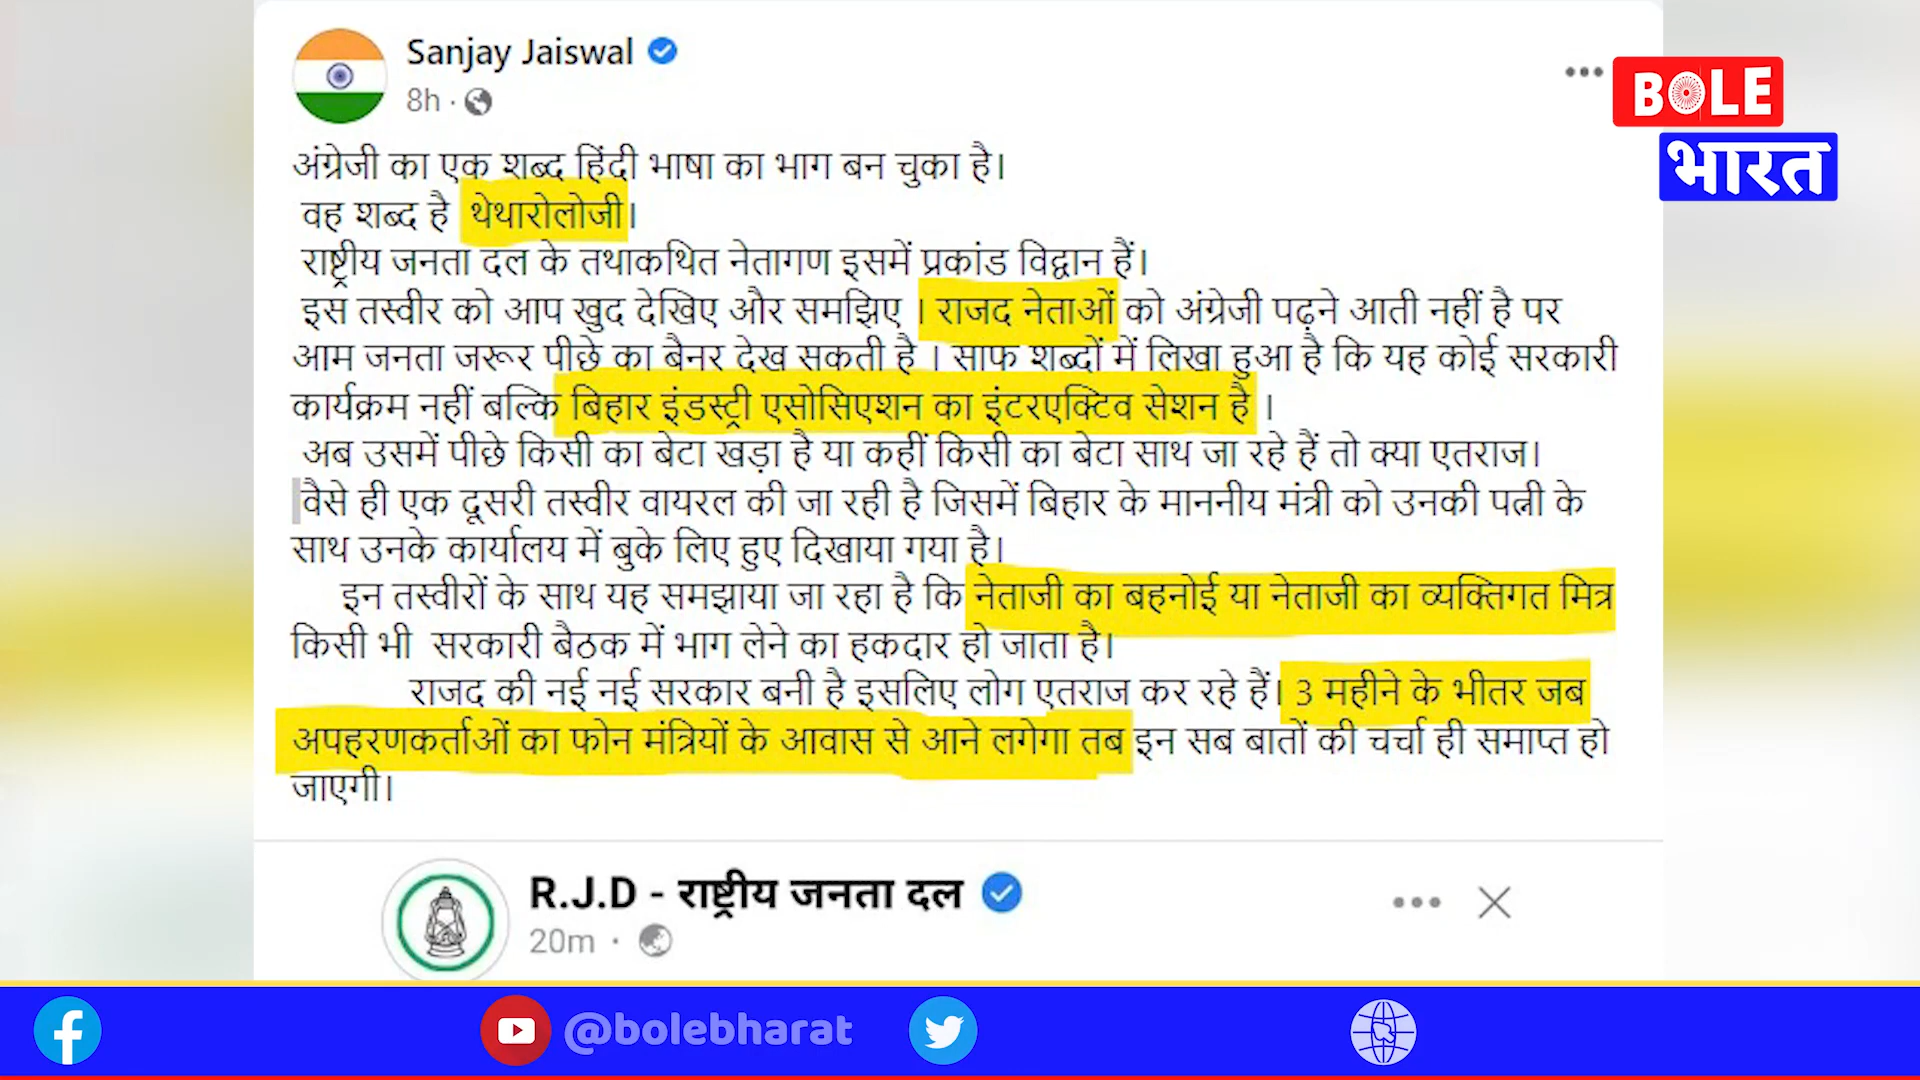 Sanjay Jaiswal
8h ·
BOLE
भारत
अंग्रेजी का एक शब्द हिंदी भाषा का भाग बन चुका है।
वह शब्द है थेथारोलोजी।
राष्ट्रीय जनता दल के तथाकथित नेतागण इसमें प्रकांड विद्वान हैं।
इस तस्वीर को आप खुद देखिए और समझिए । राजद नेताओं को अंग्रेजी पढ़ने आती नहीं है पर
आम जनता जरूर पीछे का बैनर देख सकती है । साफ शब्दों में लिखा हुआ है कि यह कोई सरकारी
कार्यक्रम नहीं बल्कि बिहार इंडस्ट्री एसोसिएशन का इंटरएक्टिव सेशन है ।
अब उसमें पीछे किसी का बेटा खड़ा है या कहीं किसी का बेटा साथ जा रहे हैं तो क्या एतराज।
वैसे ही एक दूसरी तस्वीर वायरल की जा रही है जिसमें बिहार के माननीय मंत्री को उनकी पत्नी के
साथ उनके कार्यालय में बुके लिए हुए दिखाया गया है।
इन तस्वीरों के साथ यह समझाया जा रहा है कि नेताजी का बहनोई या नेताजी का व्यक्तिगत मित्र
किसी भी सरकारी बैठक में भाग लेने का हकदार हो जाता है।
राजद की नई नई सरकार बनी है इसलिए लोग एतराज कर रहे हैं। 3 महीने के भीतर जब
अपहरणकर्ताओं का फोन मंत्रियों के आवास से आने लगेगा तब इन सब बातों की चर्चा ही समाप्त हो
जाएगी।
R.J.D - राष्ट्रीय जनता दल
20m ·
@bolebharat